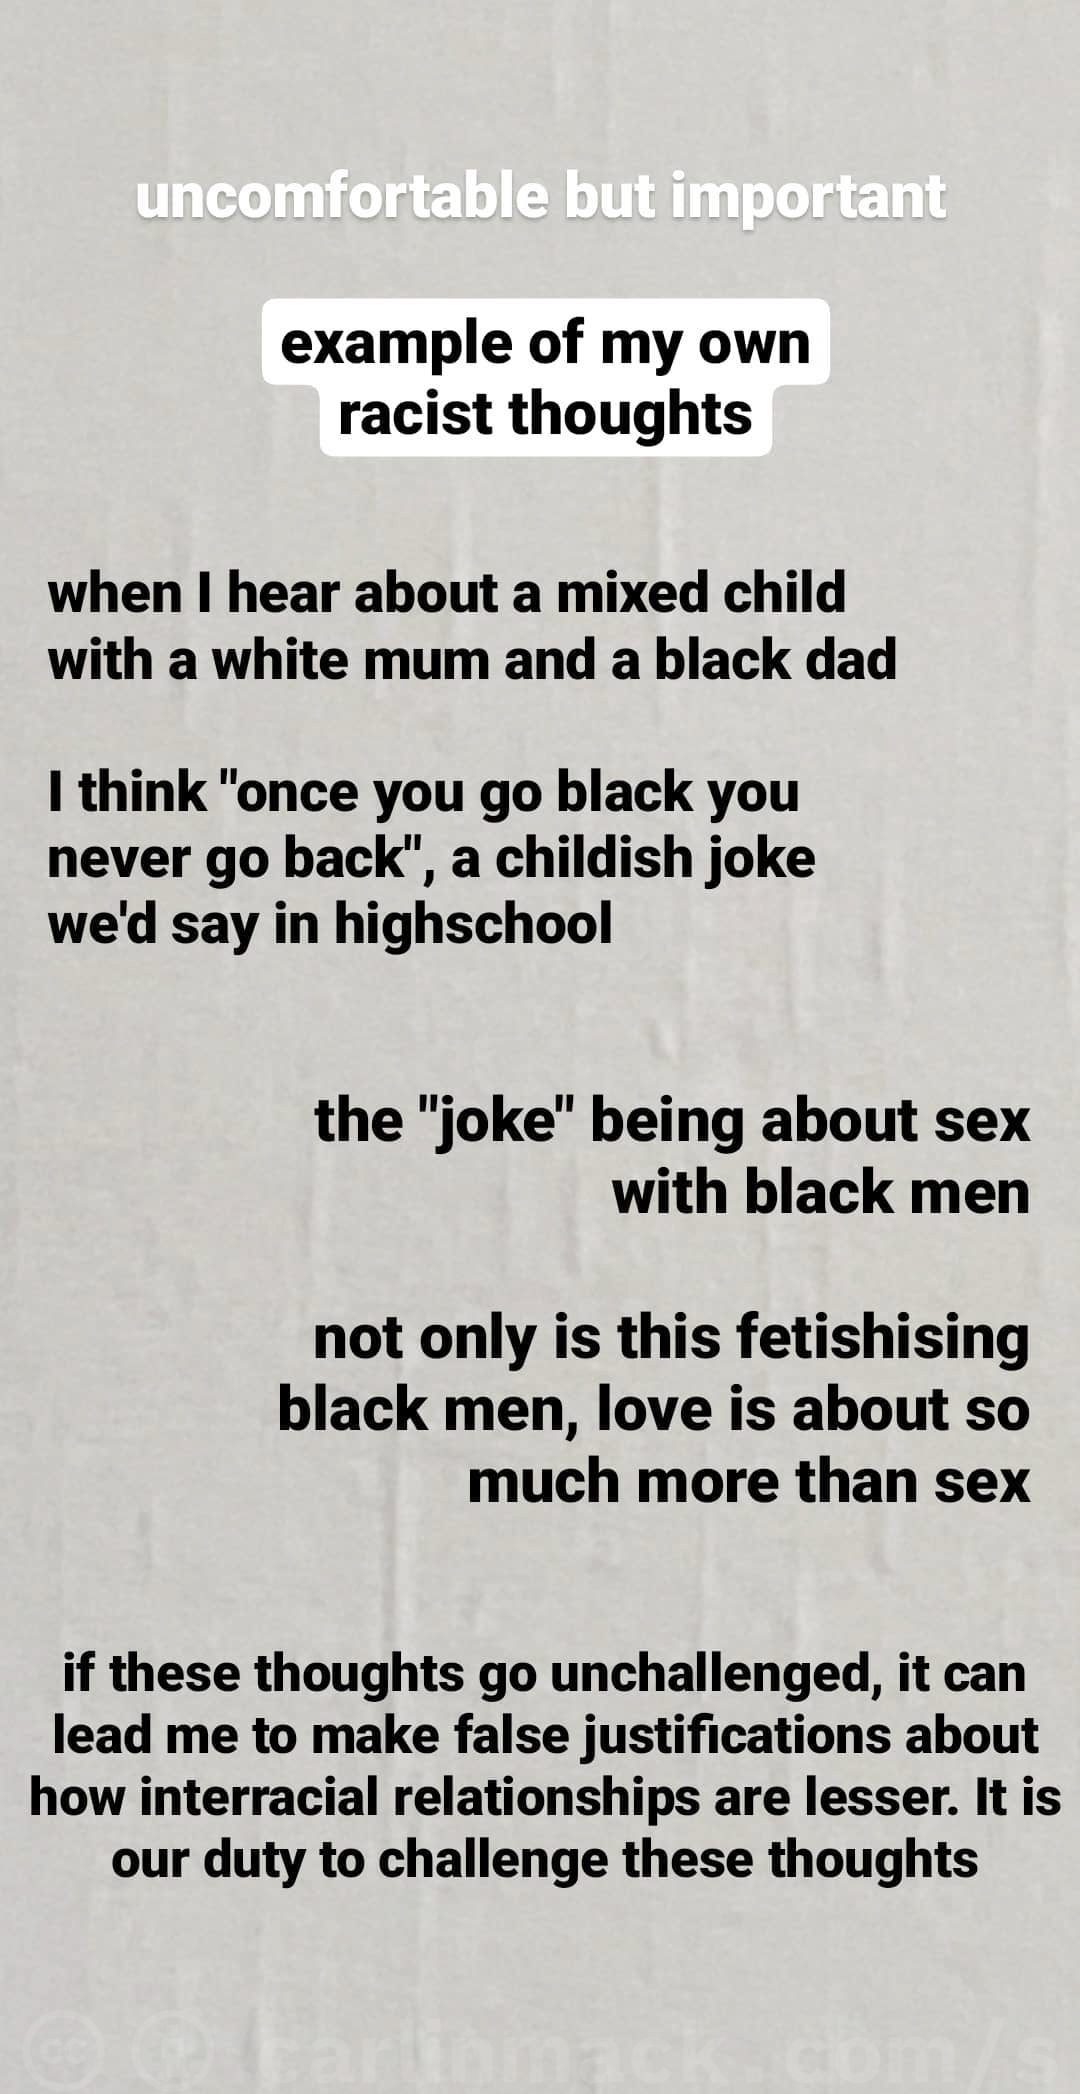 uncomfortable but important
example of my own
racist thoughts
when I hear about a mixed child
with a white mum and a black dad
I think "once you go black you
never go back", a childish joke
we'd say in highschool
the "joke" being about sex
with black men
not only is this fetishising
black men, love is about so
much more than sex
if these thoughts go unchallenged, it can
lead me to make false justifications about
how interracial relationships are lesser. It is
our duty to challenge these thoughts
carlinmack.com/s